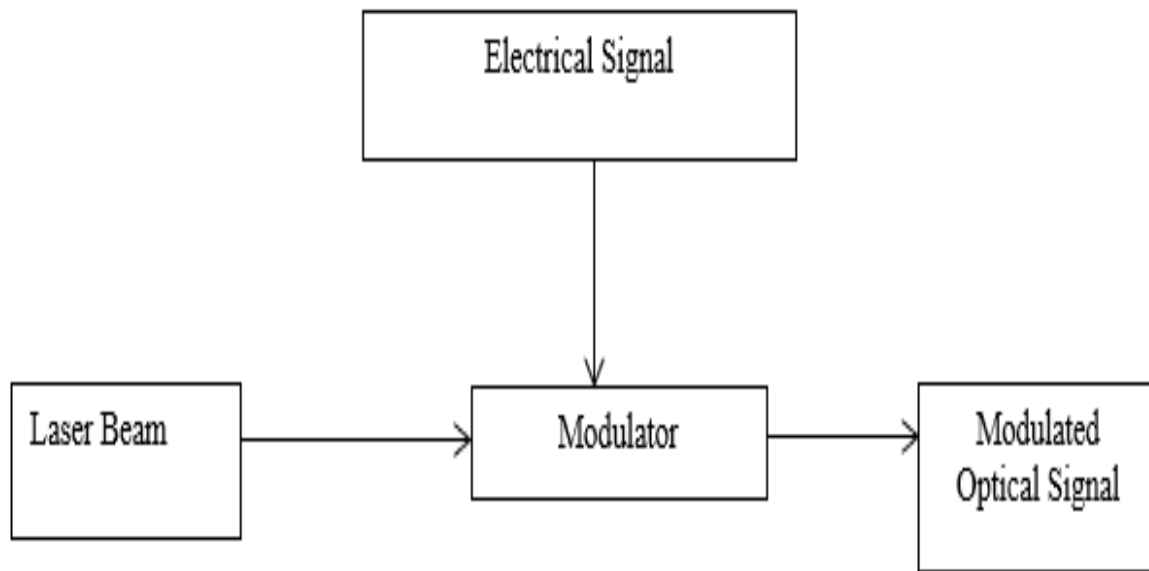 Electrical Signal
Laser Beam
Modulator
Modulated
Optical Signal